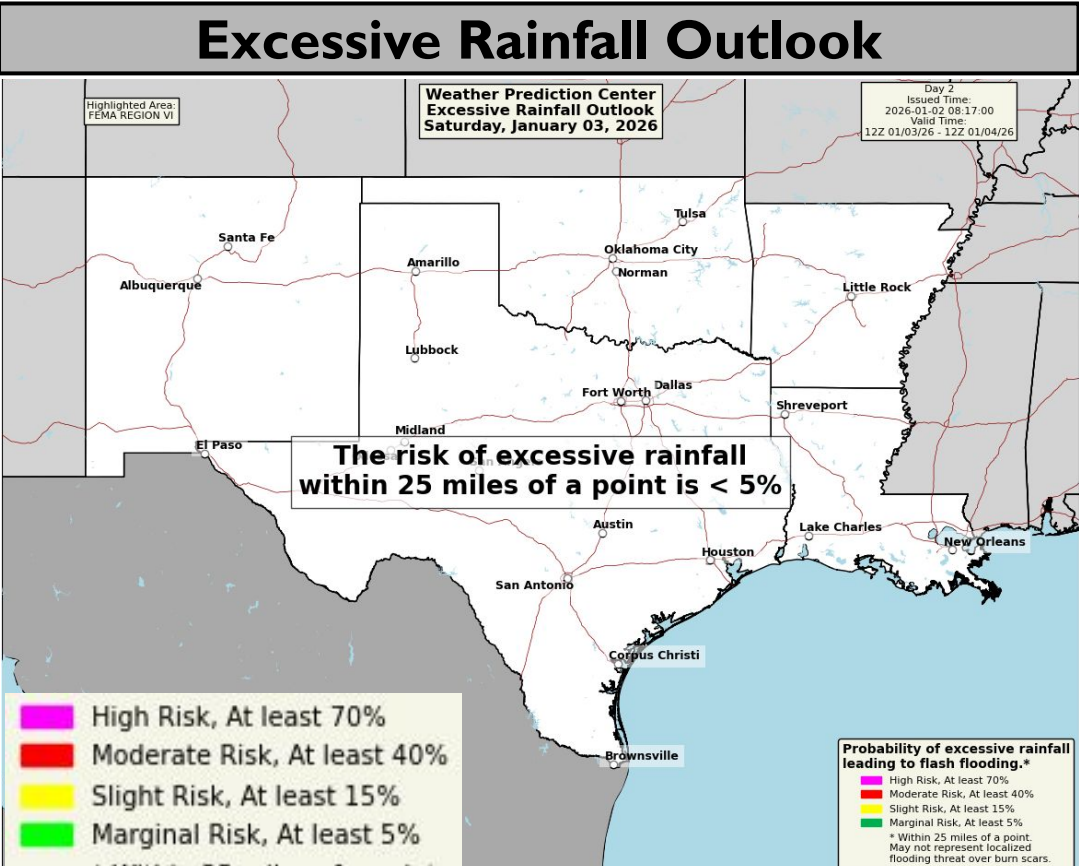 Excessive Rainfall Outlook
Highlighted Area:
FEMA REGION VI
Weather Prediction Center
Excessive Rainfall Outlook
Saturday, January 03, 2026
Day 2
Issued Time:
2026-01-02 08:17:00
Valid Time:
12Z 01/03/26 - 12Z 01/04/26
Tulsa
Santa Fe
Oklahoma City
Amarillo
Norman
Albuquerque
Little Rock
Lubbock
Dallas
Fort Worth
Shreveport
Midland
El Paso
The risk of excessive rainfall
within 25 miles of a point is < 5%
Austin
Lake Charles
New Orleans
Houston
San Antonio
Corpus Christi
Brownsville
High Risk, At least 70%
Moderate Risk, At least 40%
Slight Risk, At least 15%
Marginal Risk, At least 5%
Probability of excessive rainfall
leading to flash flooding.*
High Risk, At least 70%
Moderate Risk, At least 40%
Slight Risk, At least 15%
Marginal Risk, At least 5%
* Within 25 miles of a point.
May not represent localized
flooding threat over burn scars.